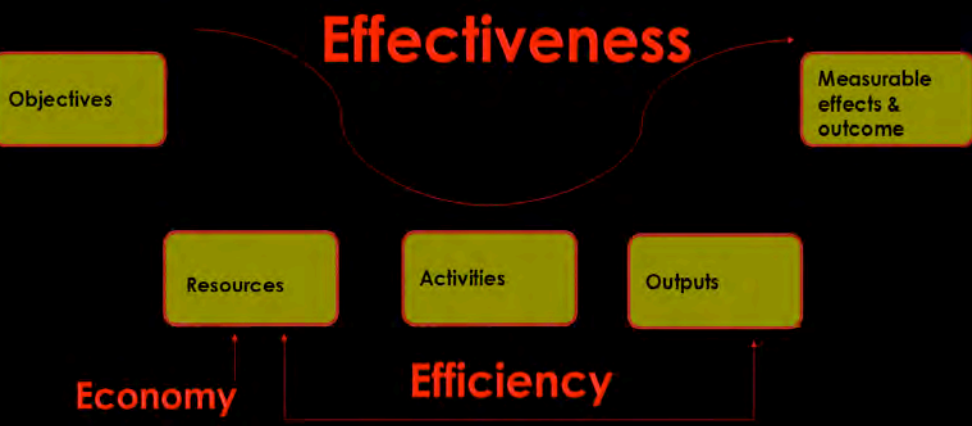 Effectiveness
Objectives
Measurable
effects &
outcome
Resources
Activities
Outputs
Economy
Efficiency